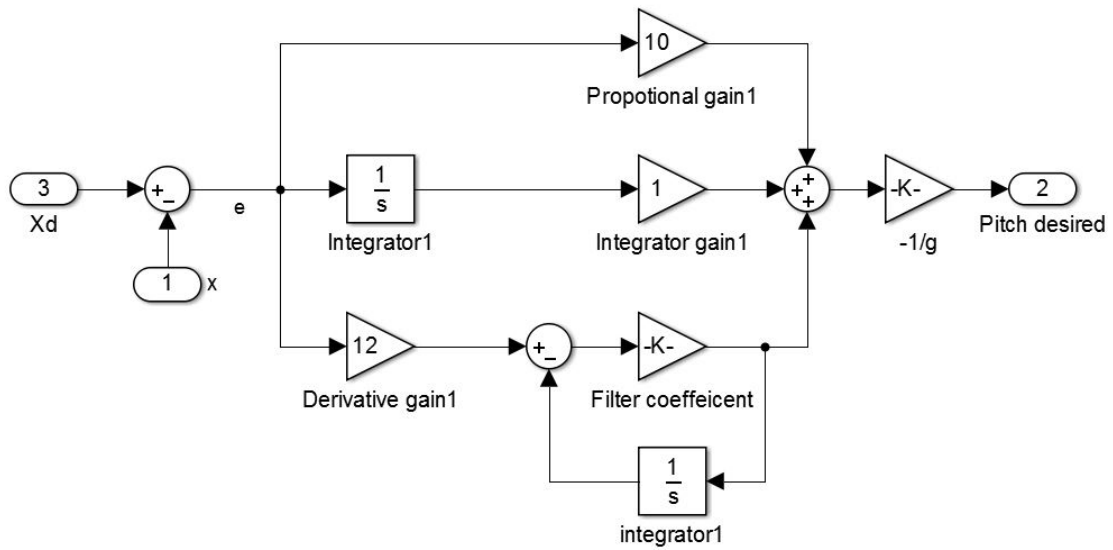 10
Propotional gain1
3
Xd
+
−
e
1
s
Integrator1
1
Integrator gain1
+
+
+
-K-
-1/g
2
Pitch desired
1
x
12
Derivative gain1
+
−
-K-
Filter coeffeicent
1
s
integrator1